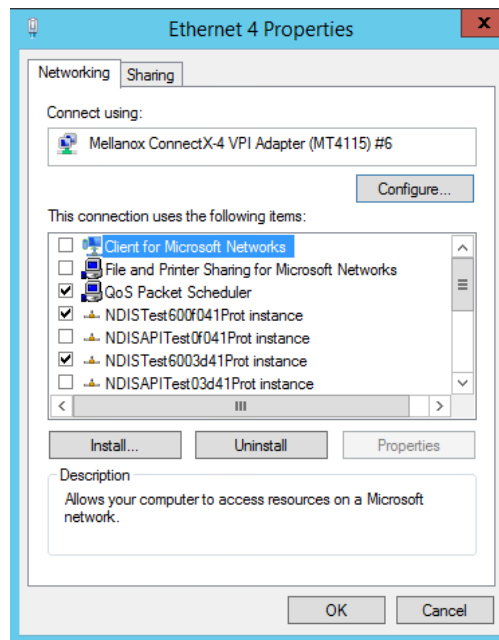 Ethernet 4 Properties
x
Networking
Sharing
Connect using:
Mellanox ConnectX-4 VPI Adapter (MT4115) #6
Configure...
This connection uses the following items:
Client for Microsoft Networks
File and Printer Sharing for Microsoft Networks
QoS Packet Scheduler
NDISTest600f041Prot instance
NDISAPITest0f041Prot instance
NDISTest6003d41Prot instance
NDISAPITest03d41Prot instance
Install...
Uninstall
Properties
Description
Allows your computer to access resources on a Microsoft
network.
OK
Cancel